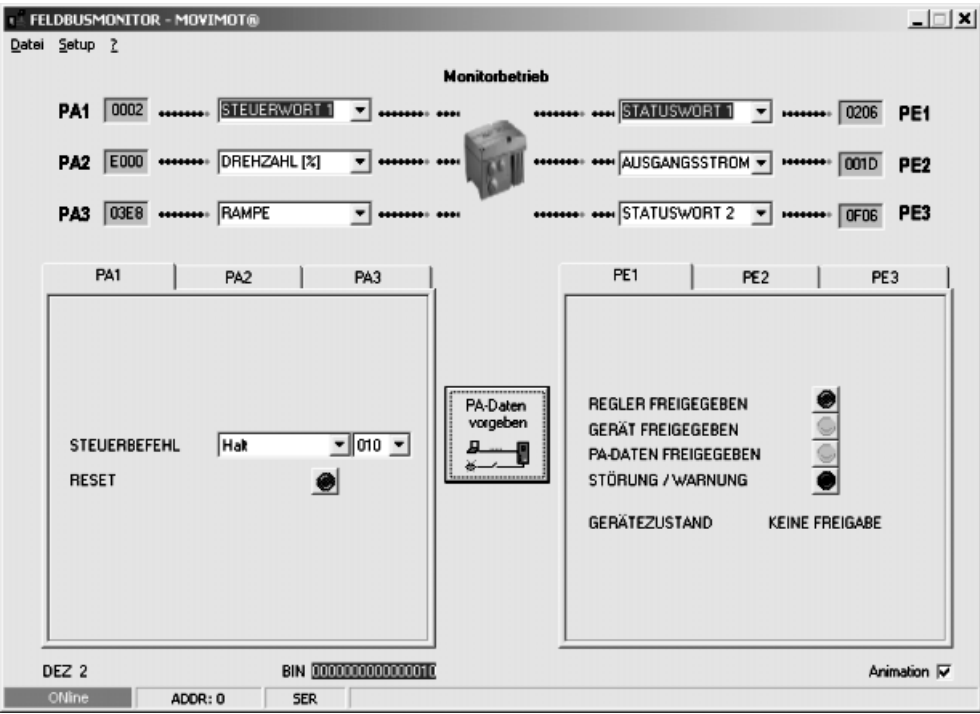 FELDBUSMONITOR - MOVIMOT®
Datei Setup ?
Monitorbetrieb
PA1 0002 STEUERWORT 1 STATUSWORT 1 0206 PE1
PA2 E000 DREHZAHL [%] AUSGANGSSTROM 001D PE2
PA3 03E8 RAMPE STATUSWORT 2 0F06 PE3
PA1 PA2 PA3
PE1 PE2 PE3
STEUERBEFEHL Halt 010
RESET
PA-Daten
vorgeben
REGLER FREIGEGEBEN
GERÄT FREIGEGEBEN
PA-DATEN FREIGEGEBEN
STÖRUNG / WARNUNG
GERÄTEZUSTAND KEINE FREIGABE
DEZ 2 BIN 0000000000000010 Animation
ONline ADDR: 0 SER